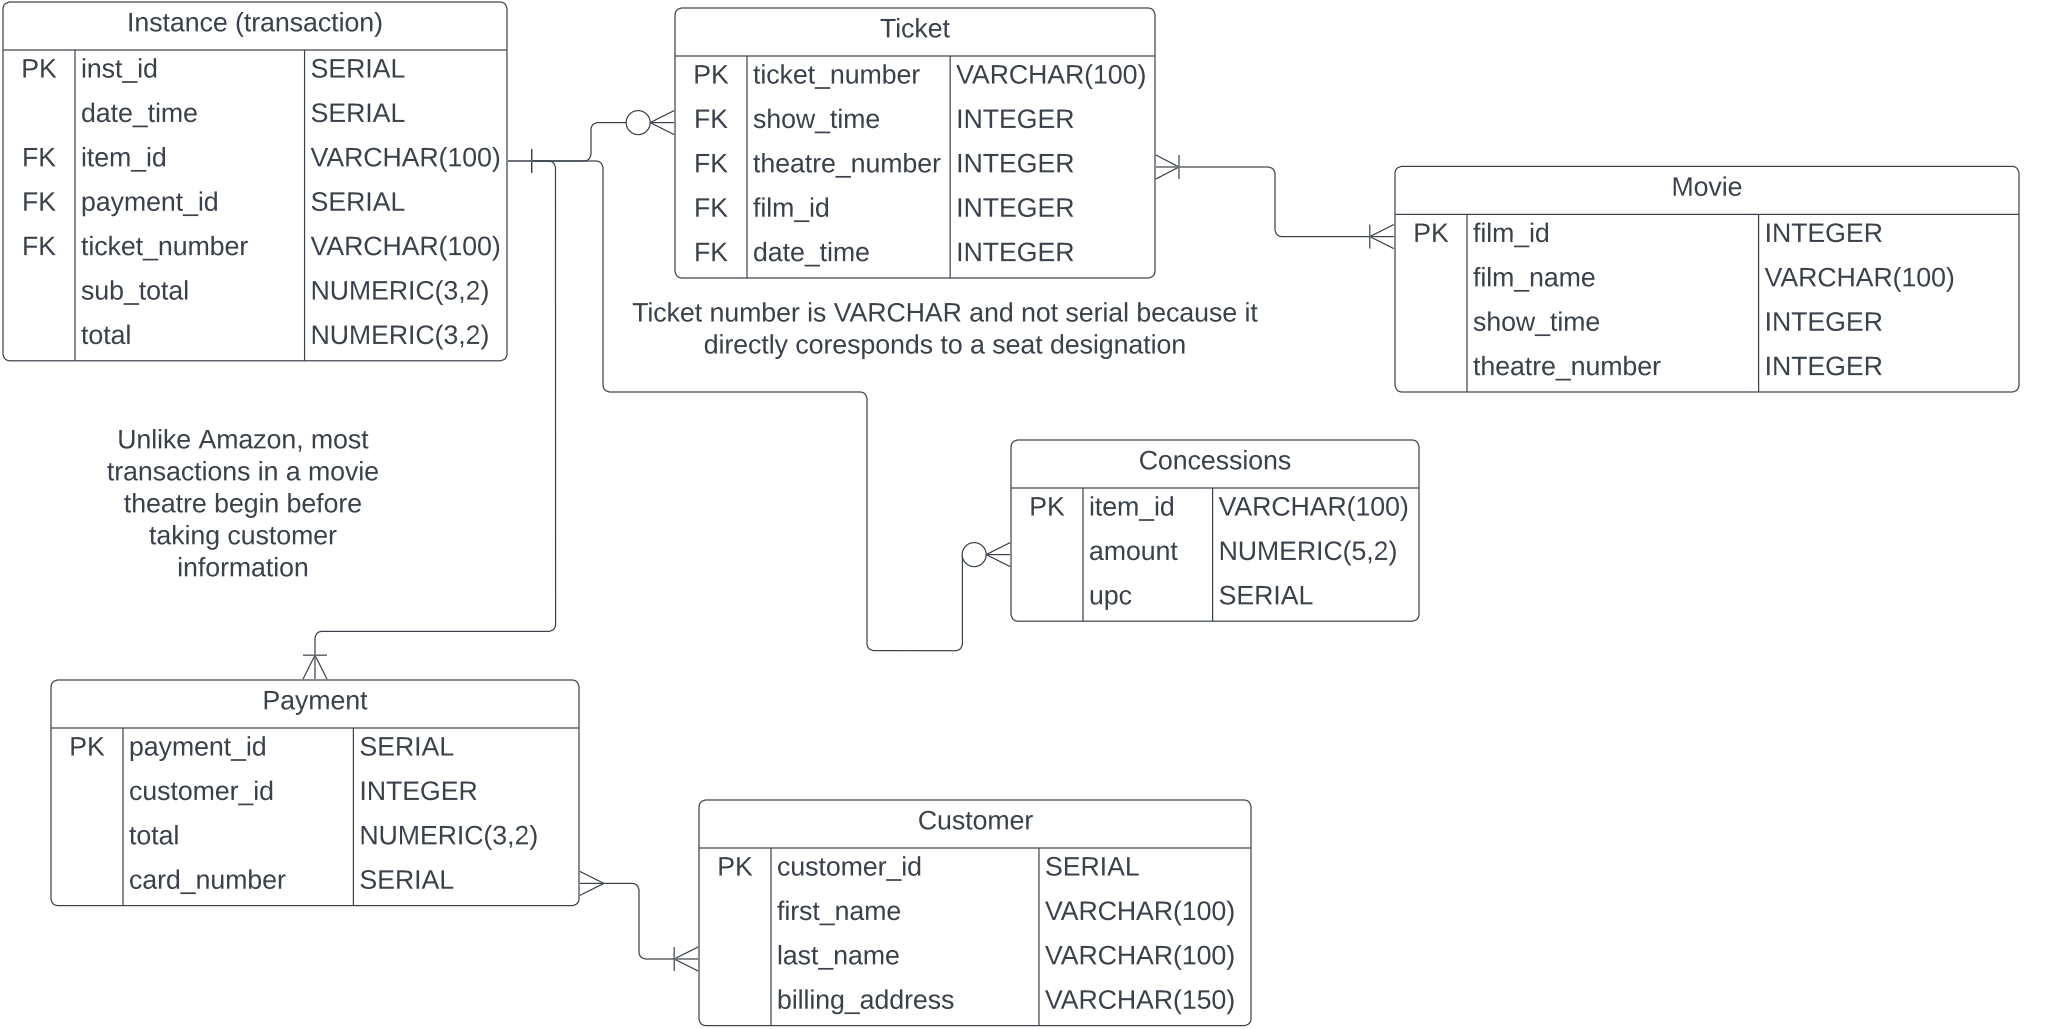 Instance (transaction)
PK inst_id SERIAL
date_time SERIAL
FK item_id VARCHAR(100)
FK payment_id SERIAL
FK ticket_number VARCHAR(100)
sub_total NUMERIC(3,2)
total NUMERIC(3,2)
Ticket
PK ticket_number VARCHAR(100)
FK show_time INTEGER
FK theatre_number INTEGER
FK film_id INTEGER
FK date_time INTEGER
Ticket number is VARCHAR and not serial because it
directly coresponds to a seat designation
Movie
PK film_id INTEGER
film_name VARCHAR(100)
show_time INTEGER
theatre_number INTEGER
Unlike Amazon, most
transactions in a movie
theatre begin before
taking customer
information
Concessions
PK item_id VARCHAR(100)
amount NUMERIC(5,2)
upc SERIAL
Payment
PK payment_id SERIAL
customer_id INTEGER
total NUMERIC(3,2)
card_number SERIAL
Customer
PK customer_id SERIAL
first_name VARCHAR(100)
last_name VARCHAR(100)
billing_address VARCHAR(150)